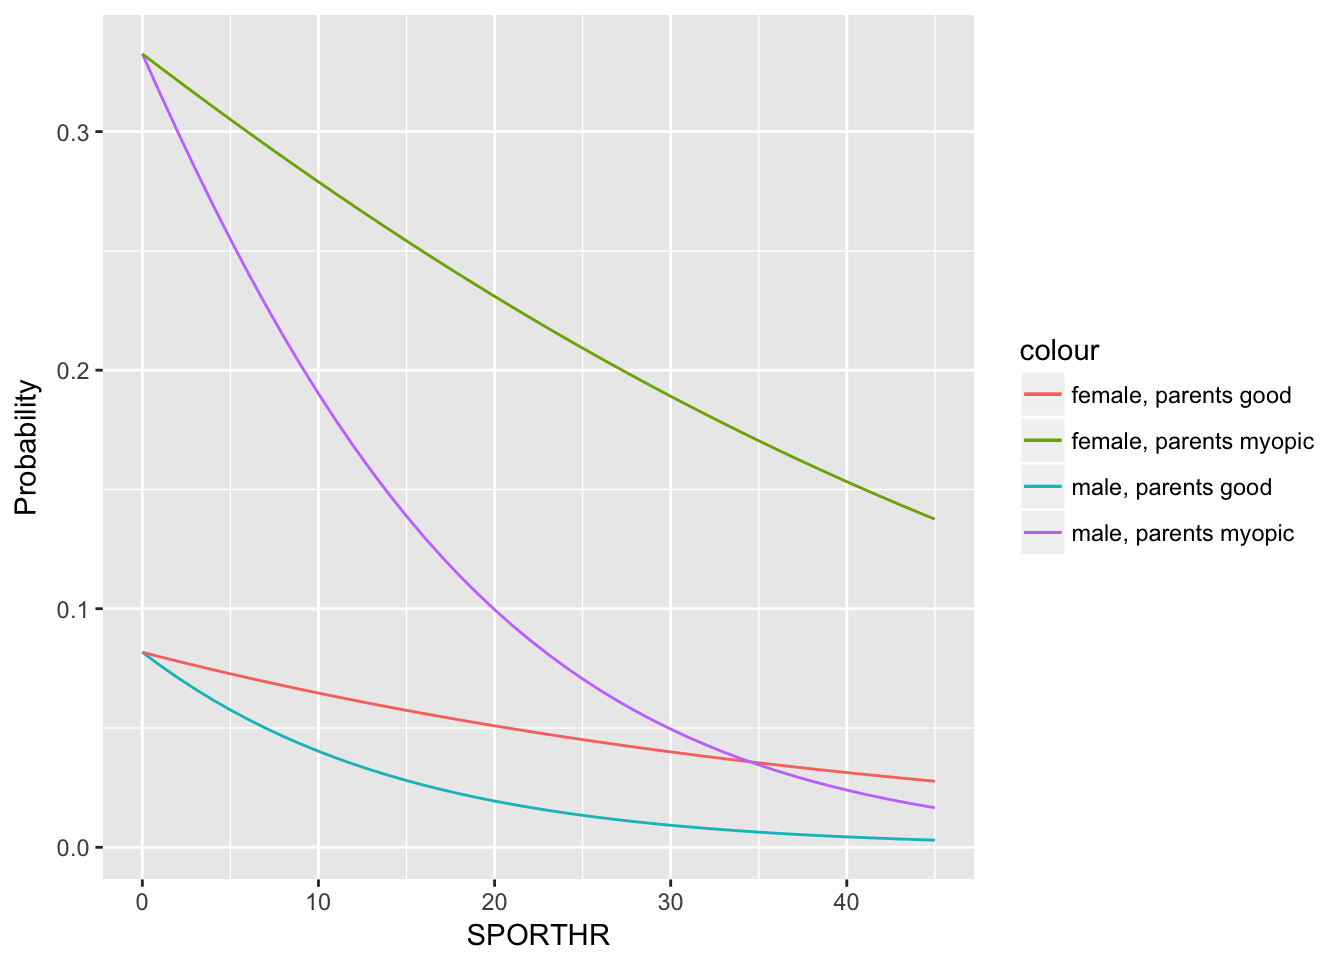 Probability
0.3
0.2
0.1
0.0
0 10 20 30 40
SPORTHR
colour
female, parents good
female, parents myopic
male, parents good
male, parents myopic